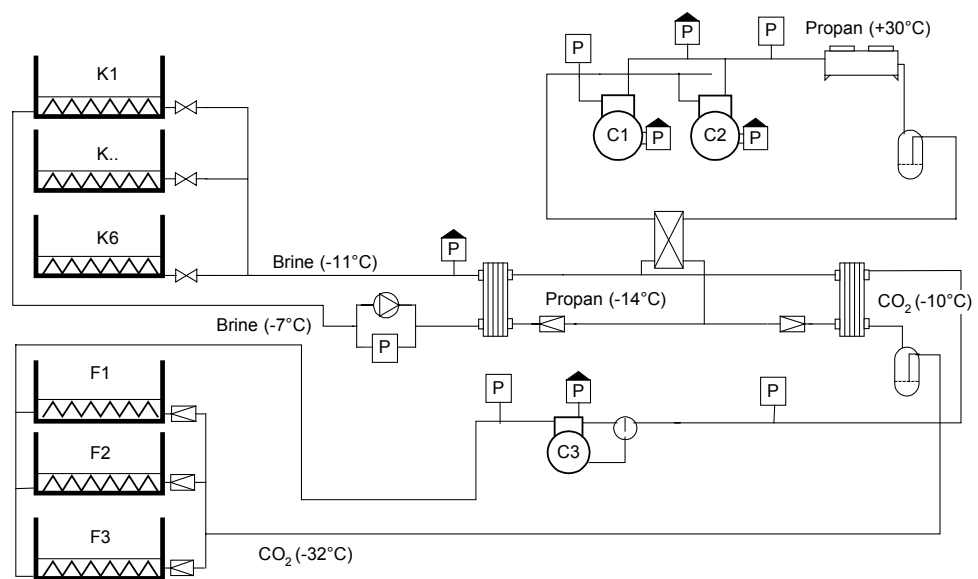 Propan (+30°C)
P
P
P
K1
C1
P
C2
P
K..
K6
P
Brine (-11°C)
Propan (-14°C)
CO2 (-10°C)
Brine (-7°C)
P
F1
P
P
P
F2
C3
F3
CO2 (-32°C)